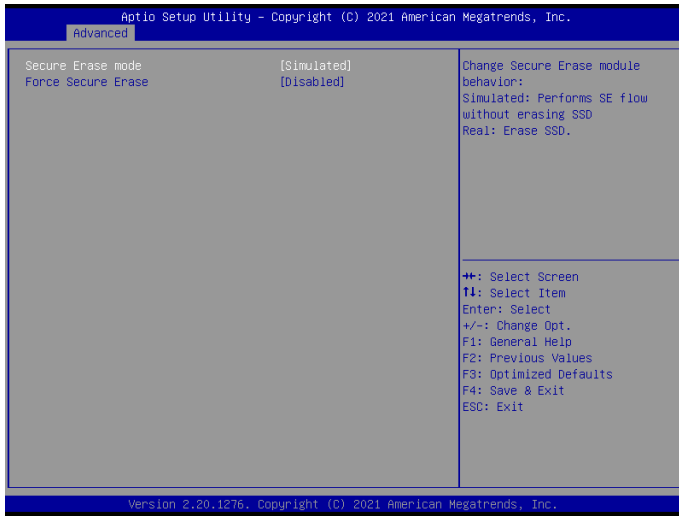 Aptio Setup Utility – Copyright (C) 2021 American Megatrends, Inc.
Advanced
Secure Erase mode [Simulated]
Force Secure Erase [Disabled]
Change Secure Erase module
behavior:
Simulated: Performs SE flow
without erasing SSD
Real: Erase SSD.
→←: Select Screen
↑↓: Select Item
Enter: Select
+/-: Change Opt.
F1: General Help
F2: Previous Values
F3: Optimized Defaults
F4: Save & Exit
ESC: Exit
Version 2.20.1276. Copyright (C) 2021 American Megatrends, Inc.